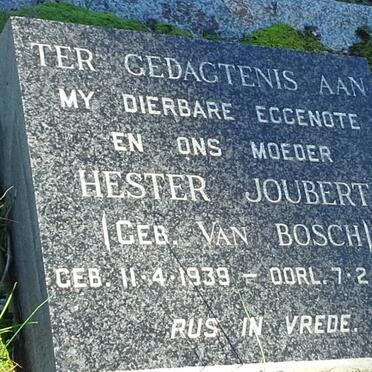 TER GEDAGTENIS AAN
MY DIERBARE EGGENOTE
EN ONS MOEDER
HESTER JOUBERT
(GEB. VAN BOSCH)
GEB. 11-4-1939 — OORL. 7-2
RUS IN VREDE.